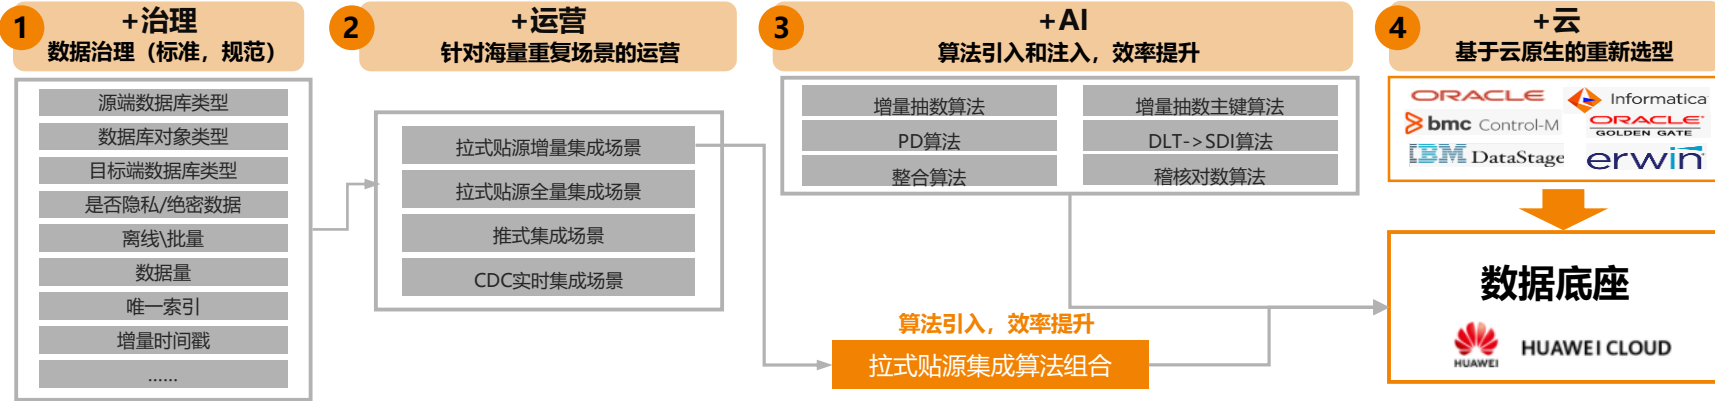 1
+治理
数据治理（标准，规范）
源端数据库类型
数据库对象类型
目标端数据库类型
是否隐私/绝密数据
离线\批量
数据量
唯一索引
增量时间戳
......
2
+运营
针对海量重复场景的运营
拉式贴源增量集成场景
拉式贴源全量集成场景
推式集成场景
CDC实时集成场景
3
+AI
算法引入和注入，效率提升
增量抽数算法
增量抽数主键算法
PD算法
DLT->SDI算法
整合算法
稽核对数算法
算法引入，效率提升
拉式贴源集成算法组合
4
+云
基于云原生的重新选型
ORACLE
Informatica
bmc Control-M
ORACLE
GOLDEN GATE
IBM DataStage
erwin
数据底座
HUAWEI
HUAWEI CLOUD